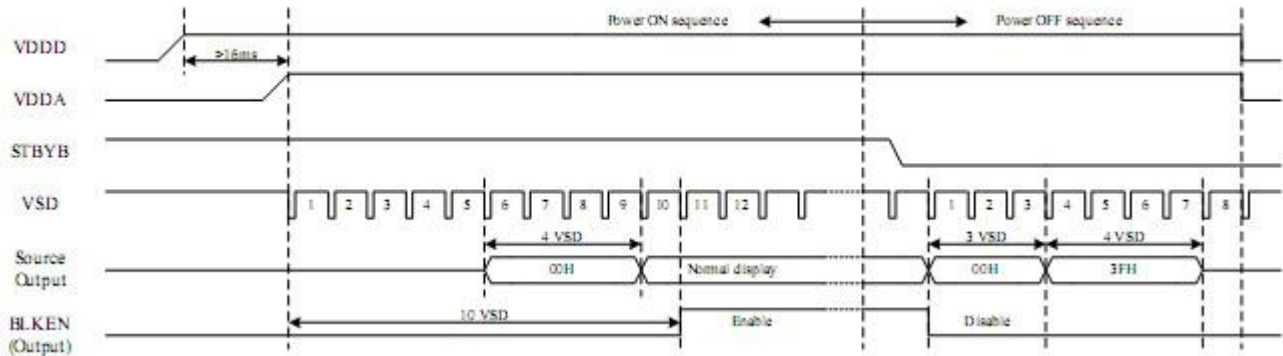 Power ON sequence
Power OFF sequence
VDDD
>16ms
VDDA
STBYB
VSD
1 2 3 4 5 6 7 8 9 10 11 12 1 2 3 4 5 6 7 8
4 VSD
3 VSD
4 VSD
Source
Output
00H
Normal display
00H
3FH
10 VSD
BLKEN
(Output)
Enable
Disable